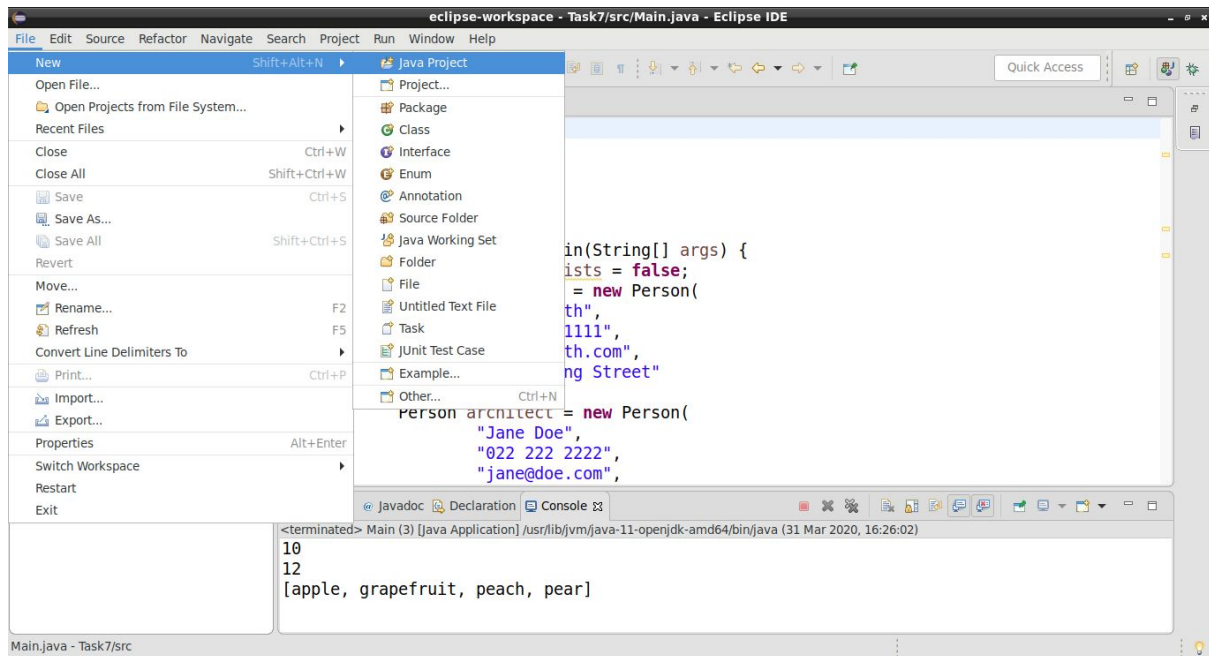 eclipse-workspace - Task7/src/Main.java - Eclipse IDE
File Edit Source Refactor Navigate Search Project Run Window Help
Quick Access
New Shift+Alt+N
Open File...
Open Projects from File System...
Recent Files
Close Ctrl+W
Close All Shift+Ctrl+W
Save Ctrl+S
Save As...
Save All Shift+Ctrl+S
Revert
Move...
Rename... F2
Refresh F5
Convert Line Delimiters To
Print... Ctrl+P
Import...
Export...
Properties Alt+Enter
Switch Workspace
Restart
Exit
Java Project
Project...
Package
Class
Interface
Enum
Annotation
Source Folder
Java Working Set
Folder
File
Untitled Text File
Task
JUnit Test Case
Example...
Other... Ctrl+N
in(String[] args) {
ists = false;
= new Person(
th",
1111",
th.com",
ng Street"
Person architect = new Person(
"Jane Doe",
"022 222 2222",
"jane@doe.com",
Javadoc Declaration Console
<terminated> Main (3) [Java Application] /usr/lib/jvm/java-11-openjdk-amd64/bin/java (31 Mar 2020, 16:26:02)
10
12
[apple, grapefruit, peach, pear]
Main.java - Task7/src